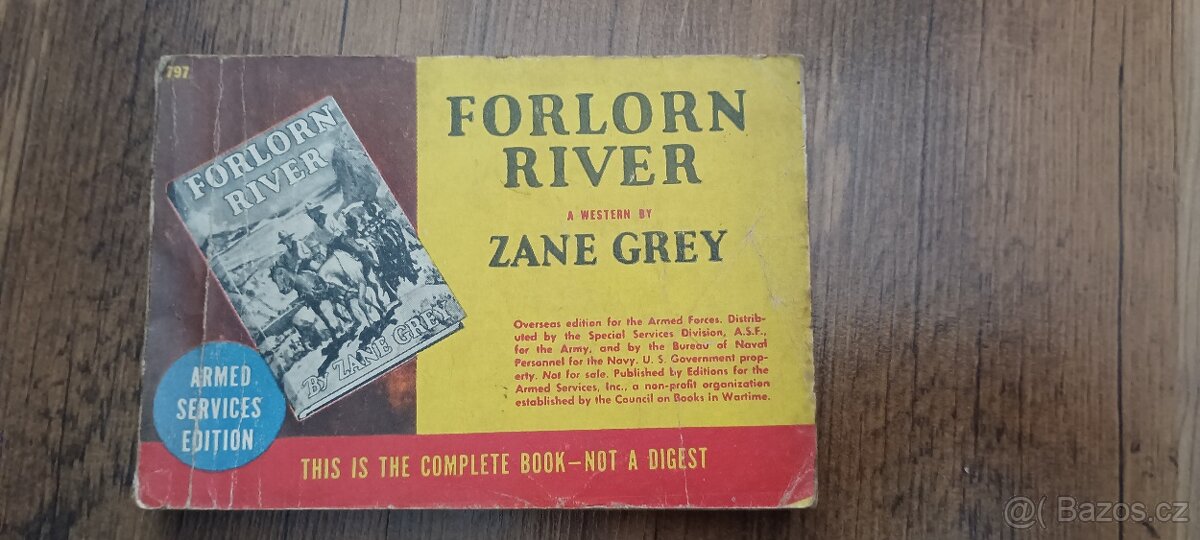 797
FORLORN
RIVER
By ZANE GREY
ARMED
SERVICES
EDITION
FORLORN
RIVER
A WESTERN BY
ZANE GREY
Overseas edition for the Armed Forces. Distrib-
uted by the Special Services Division, A.S.F.,
for the Army, and by the Bureau of Naval
Personnel for the Navy. U. S. Government prop-
erty. Not for sale. Published by Editions for the
Armed Services, Inc., a non-profit organization
established by the Council on Books in Wartime.
THIS IS THE COMPLETE BOOK—NOT A DIGEST
@( Bazos.cz